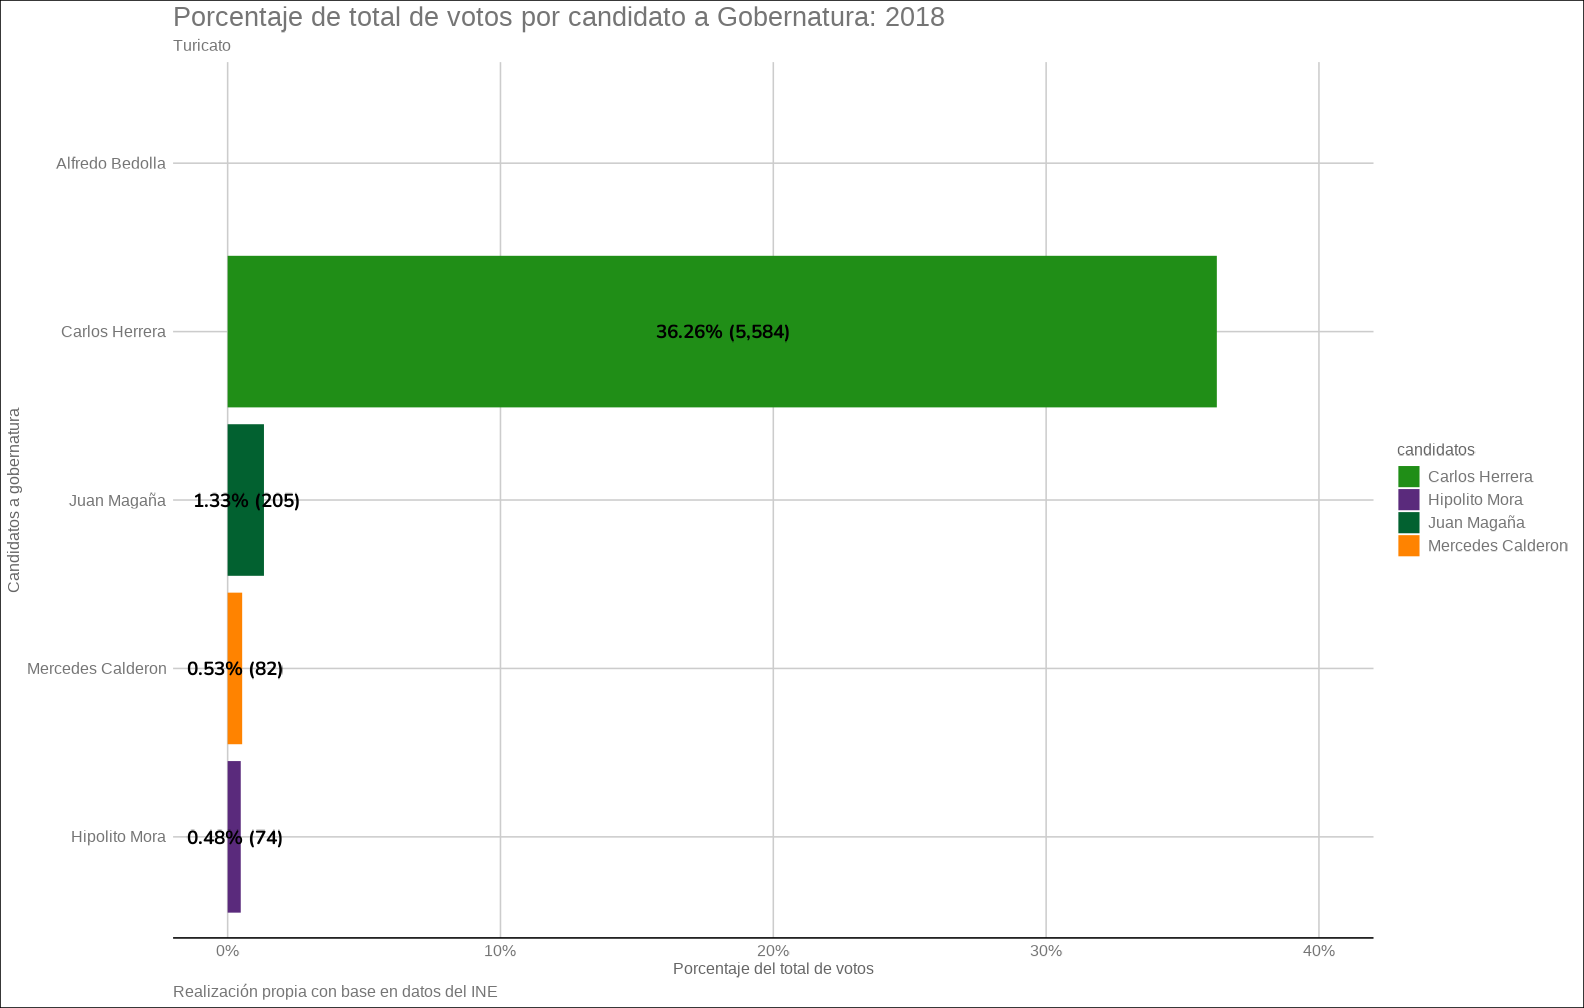 Porcentaje de total de votos por candidato a Gobernatura: 2018
Turicato
Candidatos a gobernatura
Alfredo Bedolla
Carlos Herrera
36.26% (5,584)
Juan Magaña
1.33% (205)
Mercedes Calderon
0.53% (82)
Hipolito Mora
0.48% (74)
0%
10%
20%
30%
40%
Porcentaje del total de votos
candidatos
Carlos Herrera
Hipolito Mora
Juan Magaña
Mercedes Calderon
Realización propia con base en datos del INE